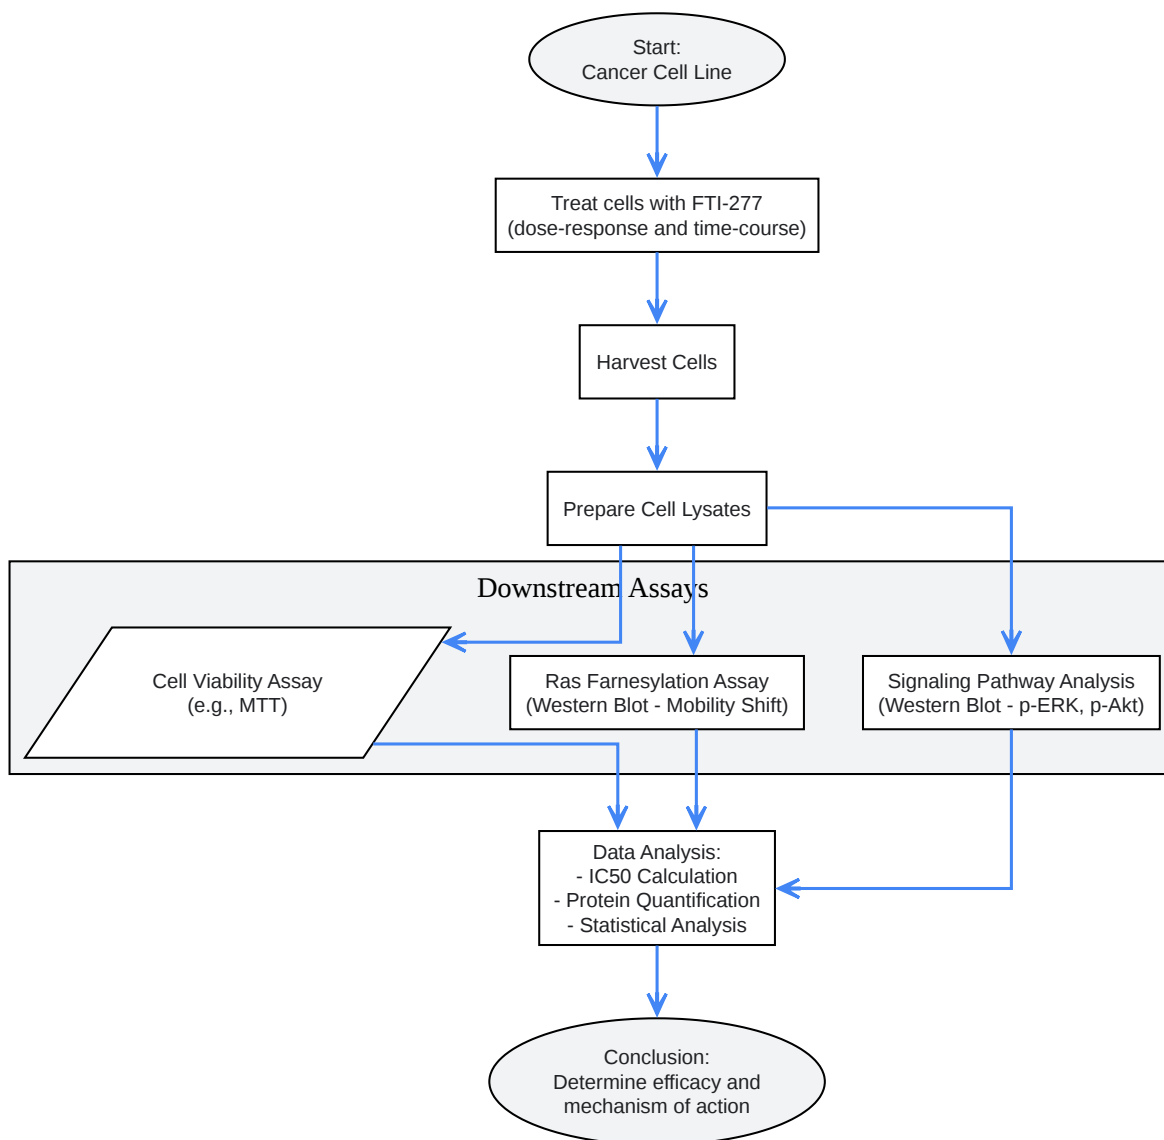 Start:
Cancer Cell Line
Treat cells with FTI-277
(dose-response and time-course)
Harvest Cells
Prepare Cell Lysates
Downstream Assays
Cell Viability Assay
(e.g., MTT)
Ras Farnesylation Assay
(Western Blot - Mobility Shift)
Signaling Pathway Analysis
(Western Blot - p-ERK, p-Akt)
Data Analysis:
- IC50 Calculation
- Protein Quantification
- Statistical Analysis
Conclusion:
Determine efficacy and
mechanism of action